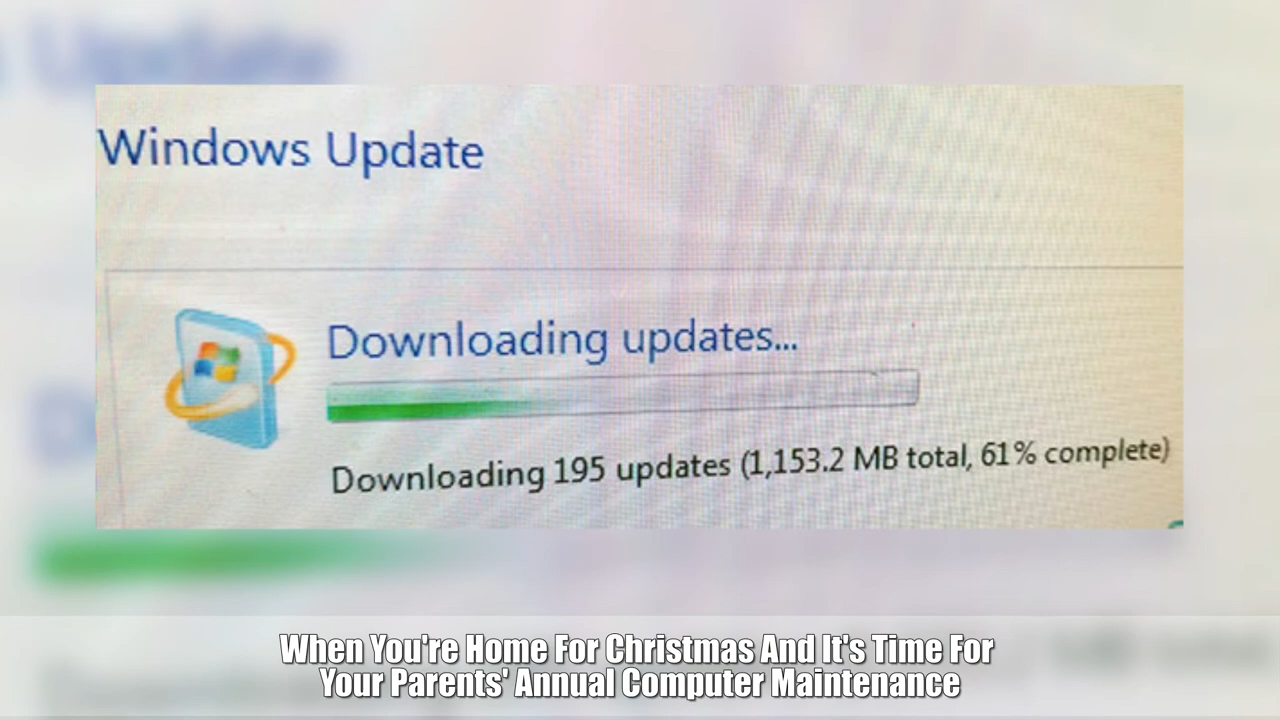 Windows Update
Downloading updates...
Downloading 195 updates (1,153.2 MB total, 61% complete)
When You're Home For Christmas And It's Time For
Your Parents' Annual Computer Maintenance